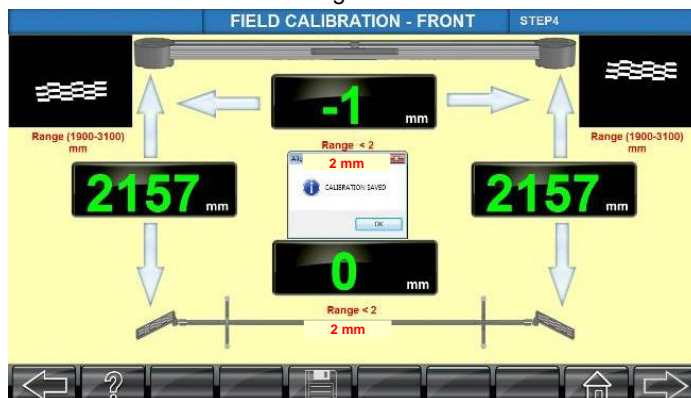 FIELD CALIBRATION - FRONT STEP4
-1 mm
Range (1900-3100)
mm
Range < 2
2 mm
Range (1900-3100)
mm
2157 mm
CALIBRATION SAVED
OK
2157 mm
0 mm
Range < 2
2 mm
?